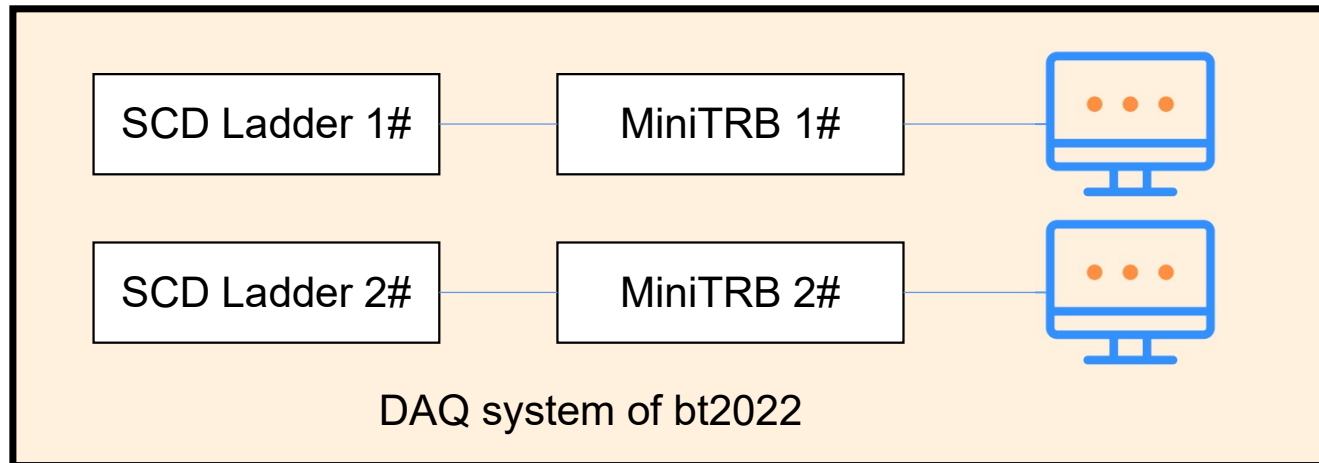 SCD Ladder 1#
MiniTRB 1#
SCD Ladder 2#
MiniTRB 2#
DAQ system of bt2022